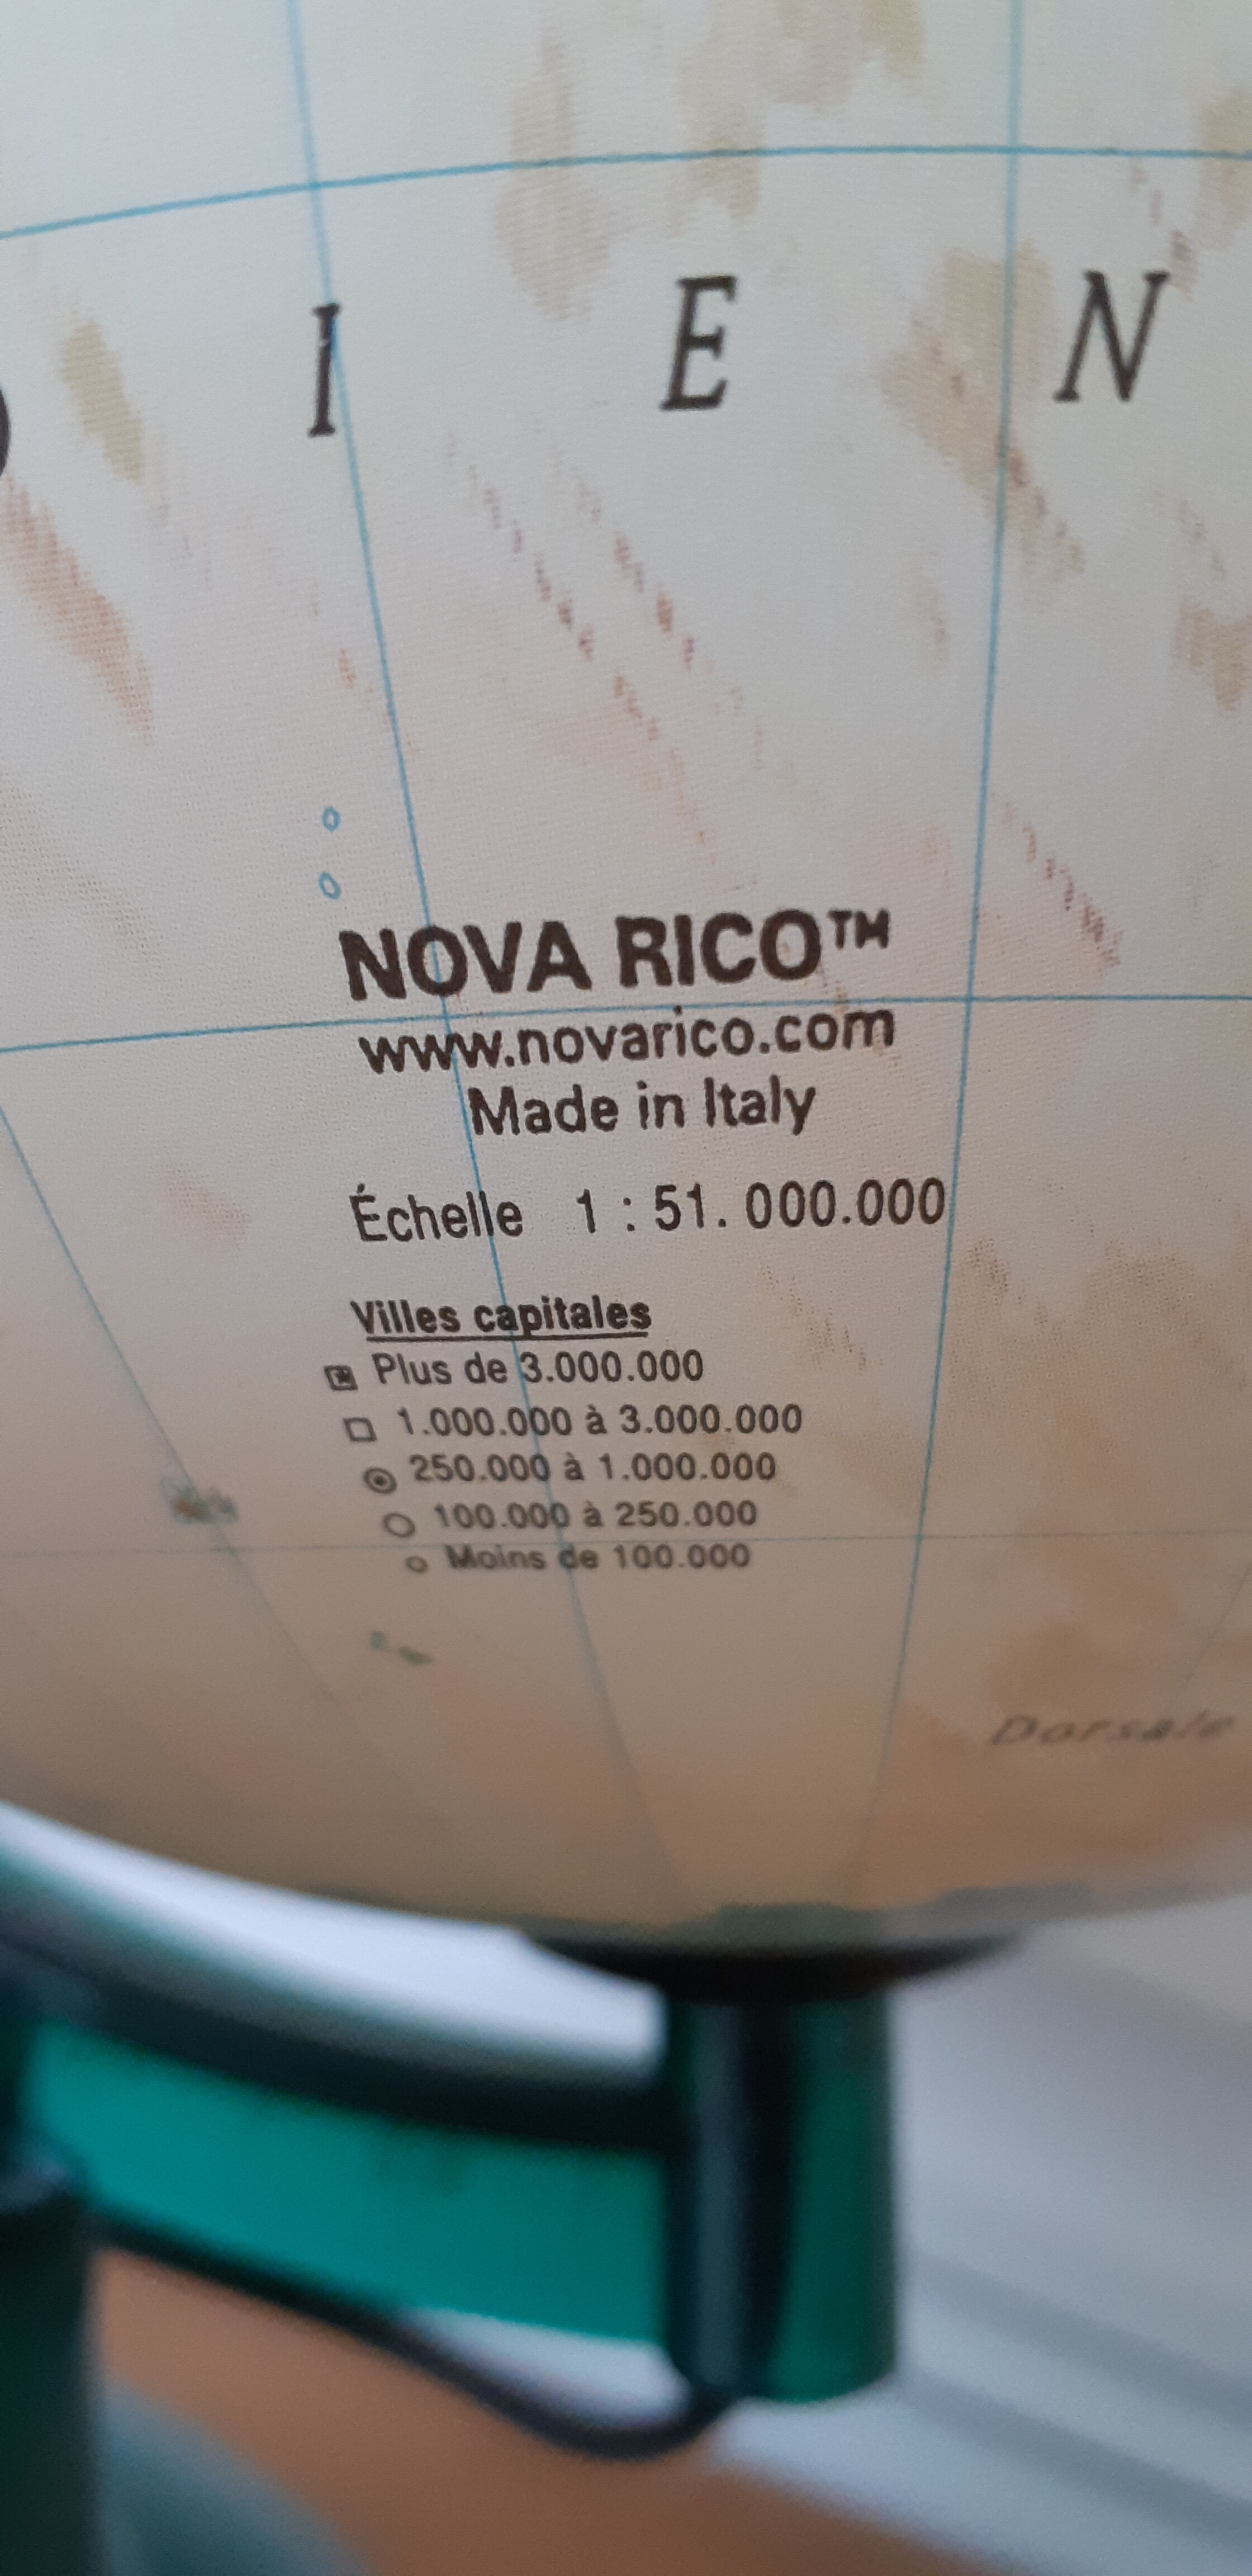 I E N
NOVA RICO™
www.novarico.com
Made in Italy
Échelle 1 : 51. 000.000
Villes capitales
Plus de 3.000.000
1.000.000 à 3.000.000
250.000 à 1.000.000
100.000 à 250.000
Moins de 100.000
Dorsale